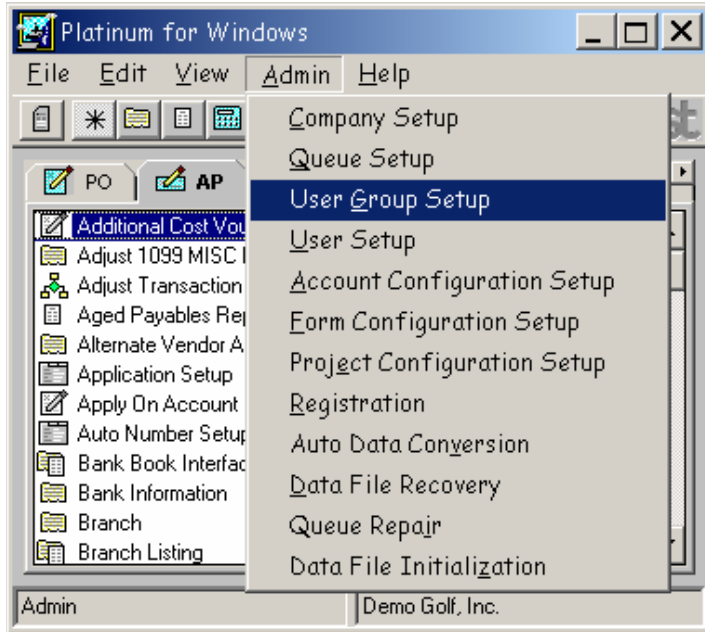 Platinum for Windows
File Edit View Admin Help
Company Setup
Queue Setup
User Group Setup
User Setup
Account Configuration Setup
Form Configuration Setup
Project Configuration Setup
Registration
Auto Data Conversion
Data File Recovery
Queue Repair
Data File Initialization
PO AP
Additional Cost Vou
Adjust 1099 MISC
Adjust Transaction
Aged Payables Rep
Alternate Vendor A
Application Setup
Apply On Account
Auto Number Setup
Bank Book Interfac
Bank Information
Branch
Branch Listing
Admin Demo Golf, Inc.